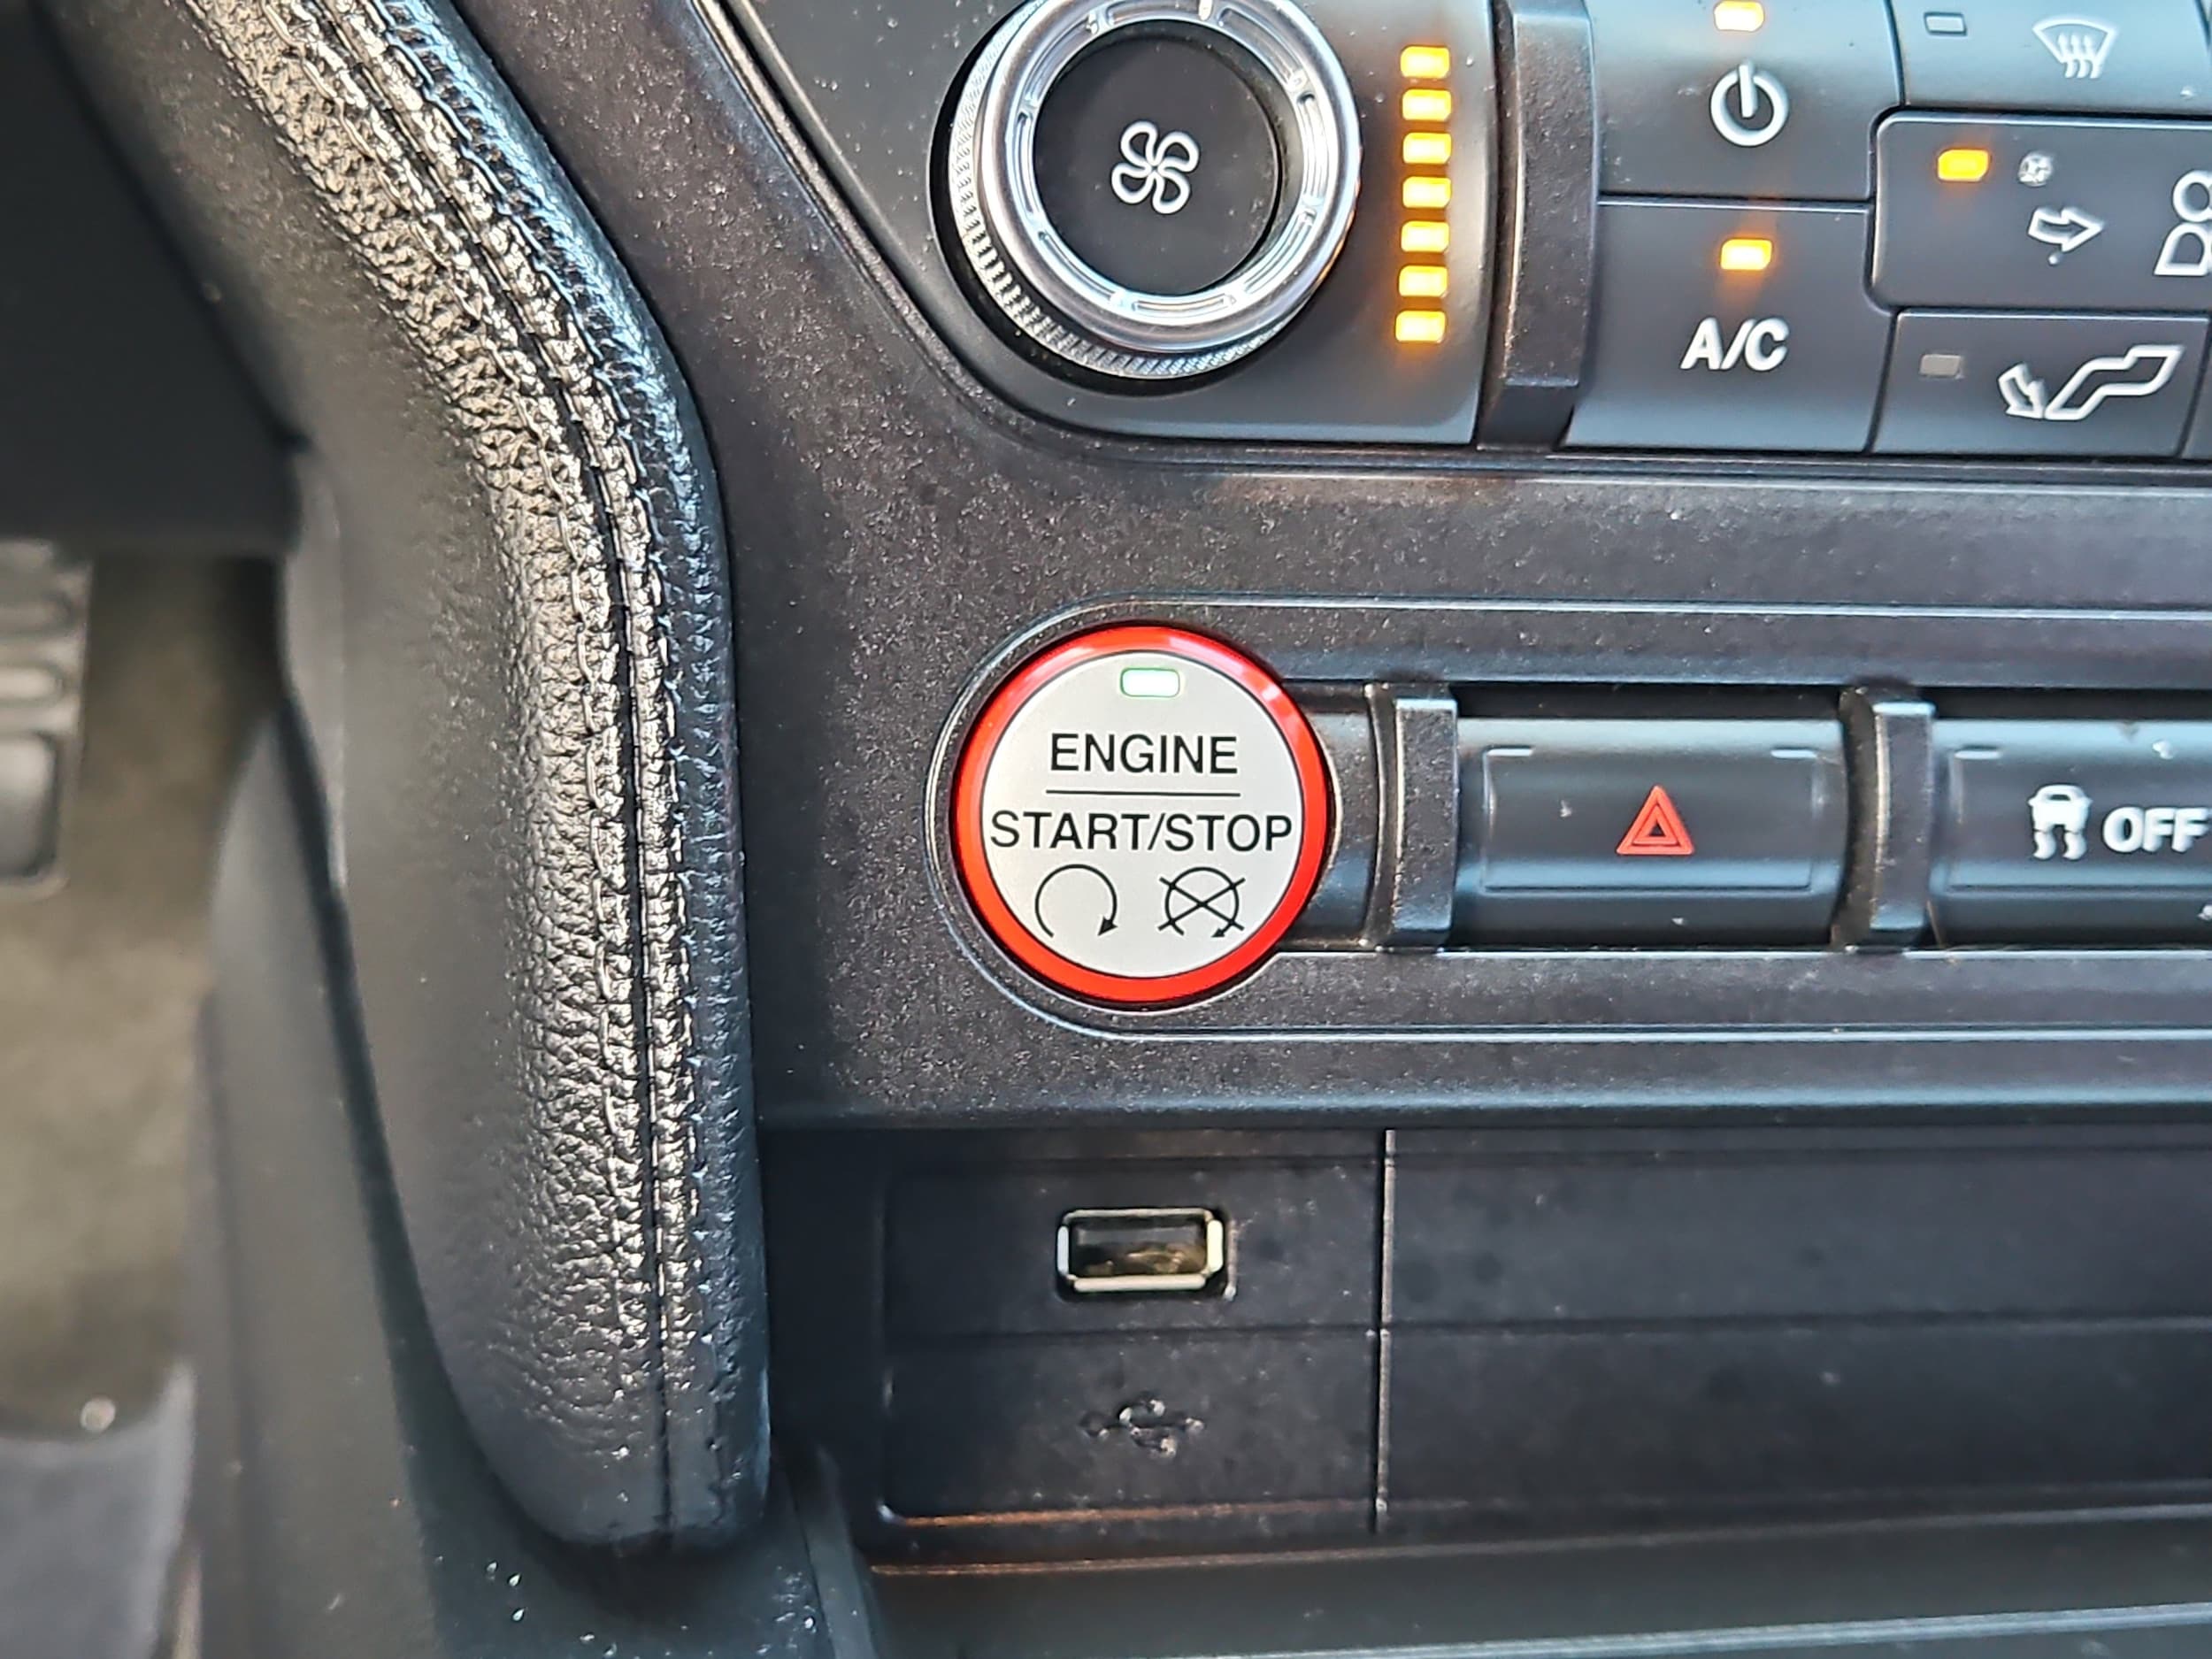 A/C
ENGINE
START/STOP
OFF